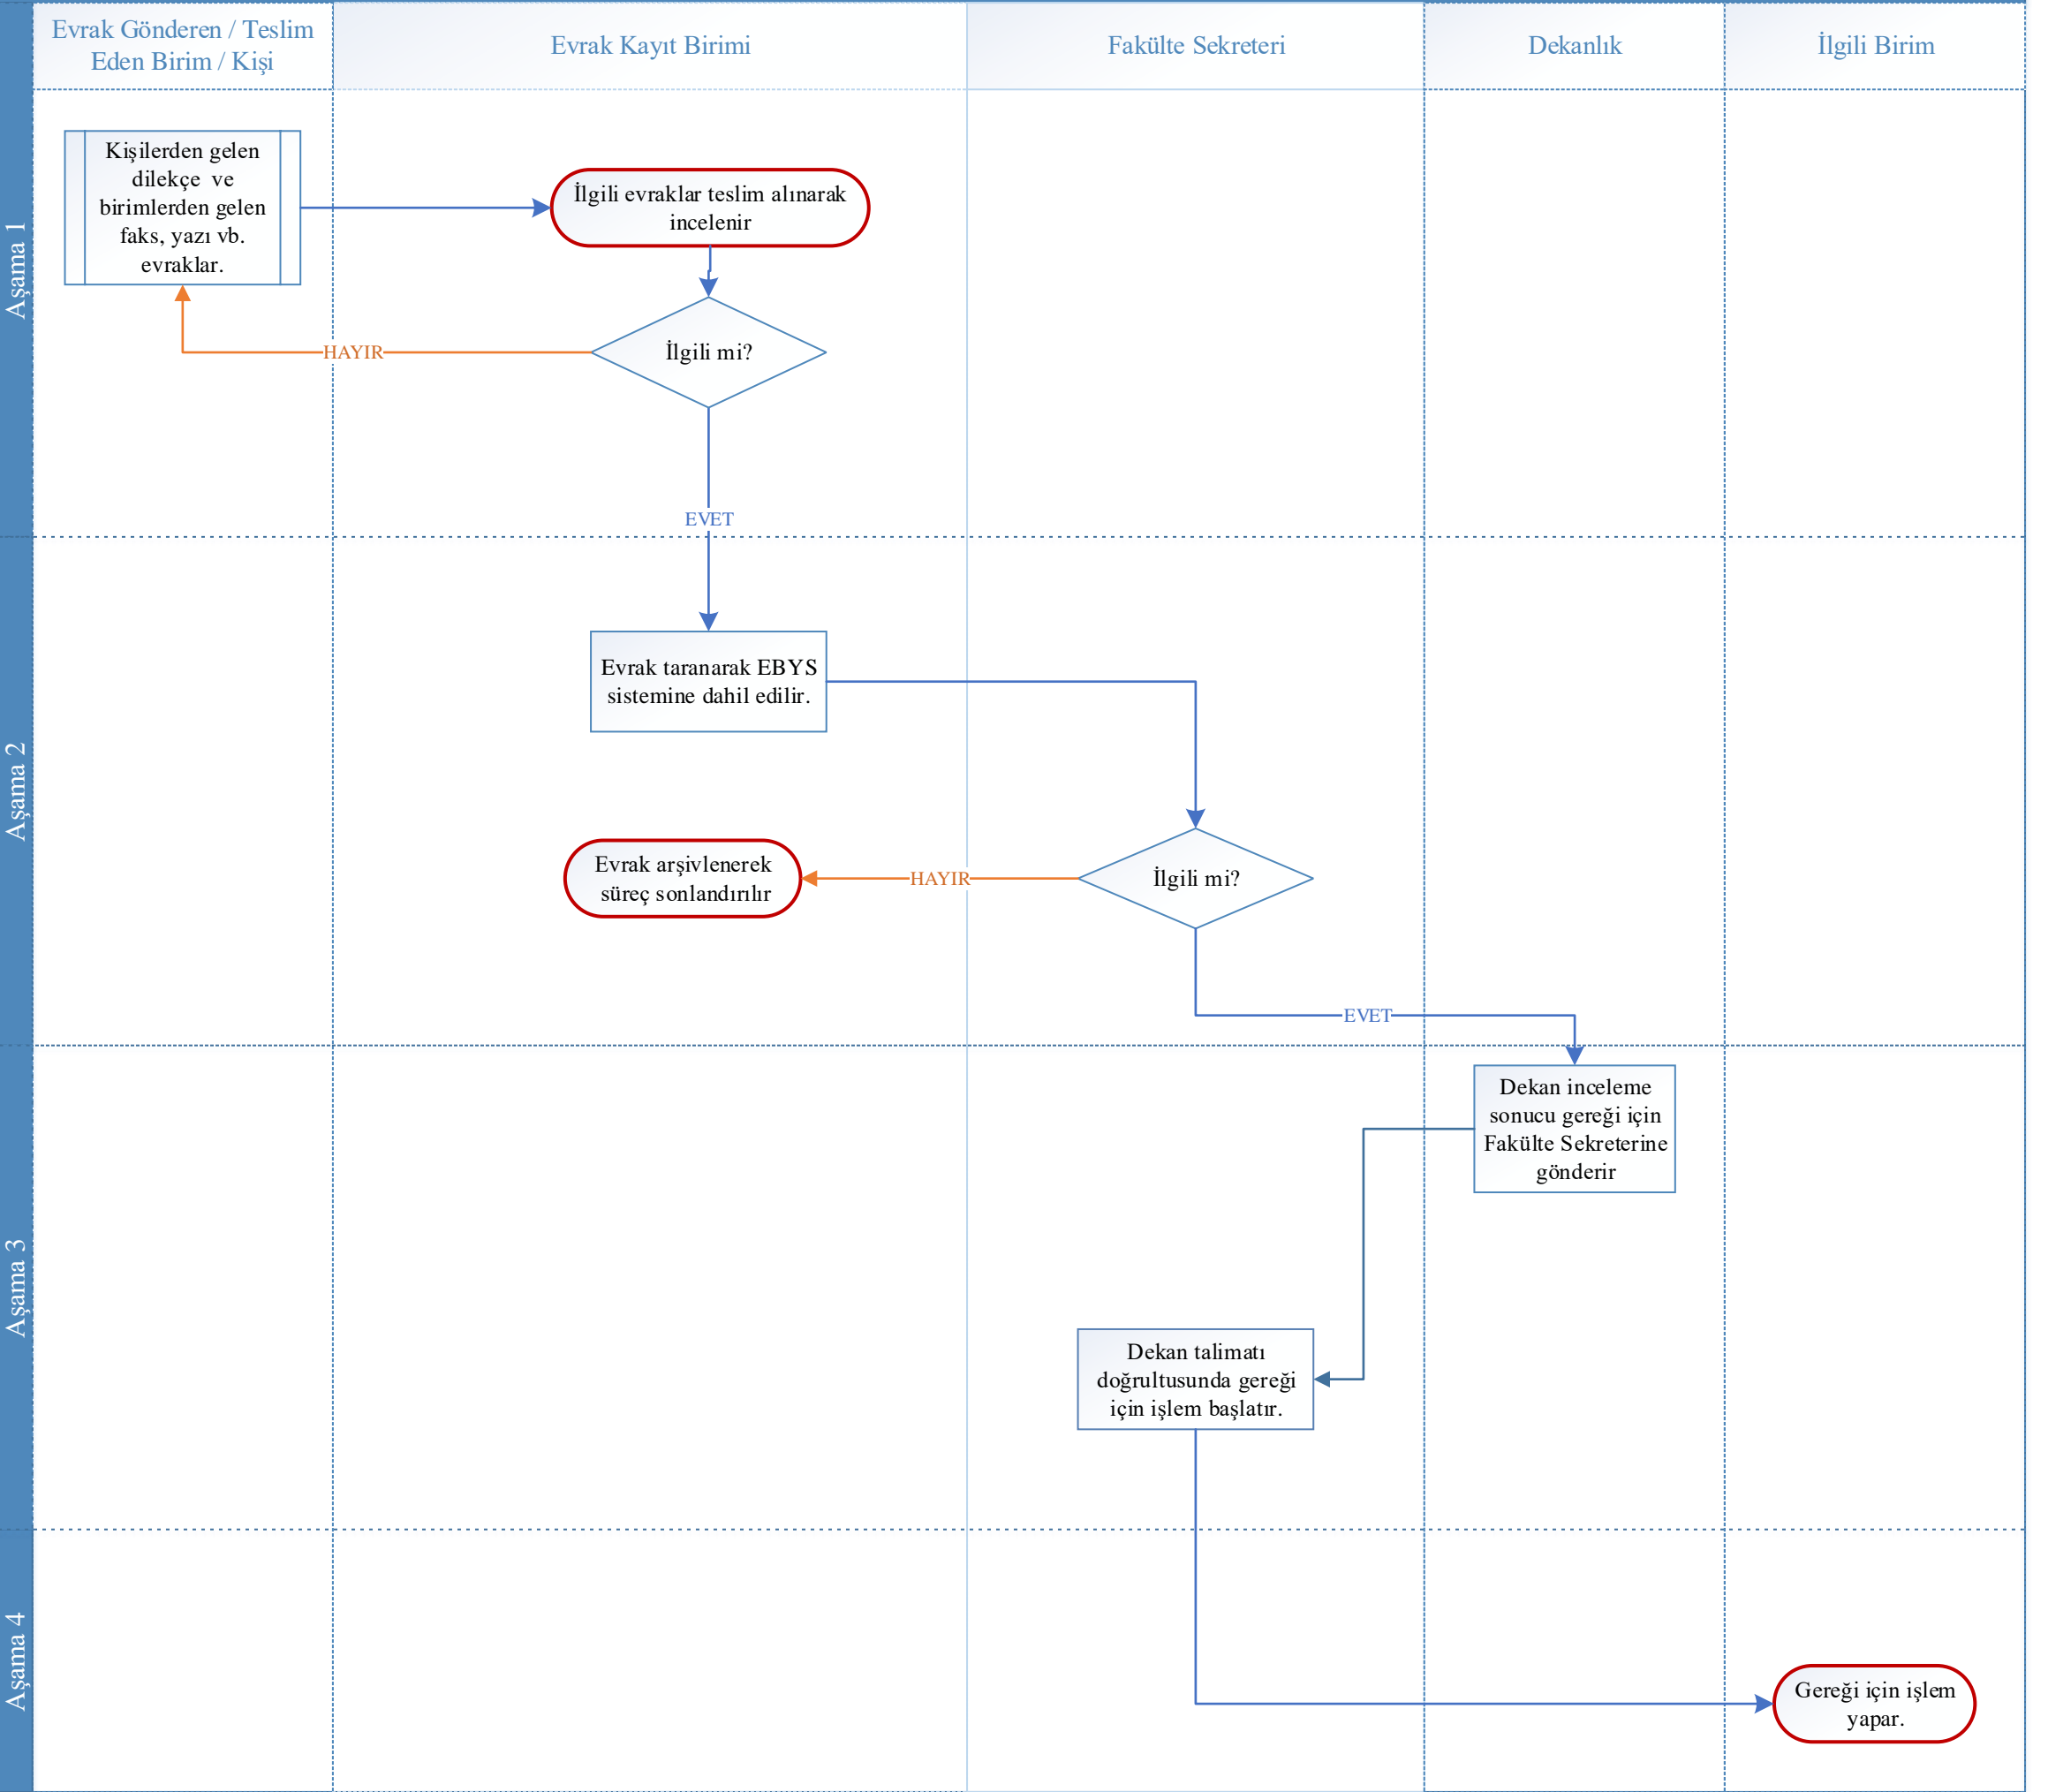 Evrak Gönderen / Teslim
Eden Birim / Kişi
Evrak Kayıt Birimi
Fakülte Sekreteri
Dekanlık
İlgili Birim
Aşama 1
Kişilerden gelen
dilekçe ve
birimlerden gelen
faks, yazı vb.
evraklar.
İlgili evraklar teslim alınarak
incelenir
İlgili mi?
HAYIR
EVET
Aşama 2
Evrak taranarak EBYS
sistemine dahil edilir.
Evrak arşivlenerek
süreç sonlandırılır
HAYIR
İlgili mi?
EVET
Aşama 3
Dekan inceleme
sonucu gereği için
Fakülte Sekreterine
gönderir
Dekan talimatı
doğrultusunda gereği
için işlem başlatır.
Aşama 4
Gereği için işlem
yapar.